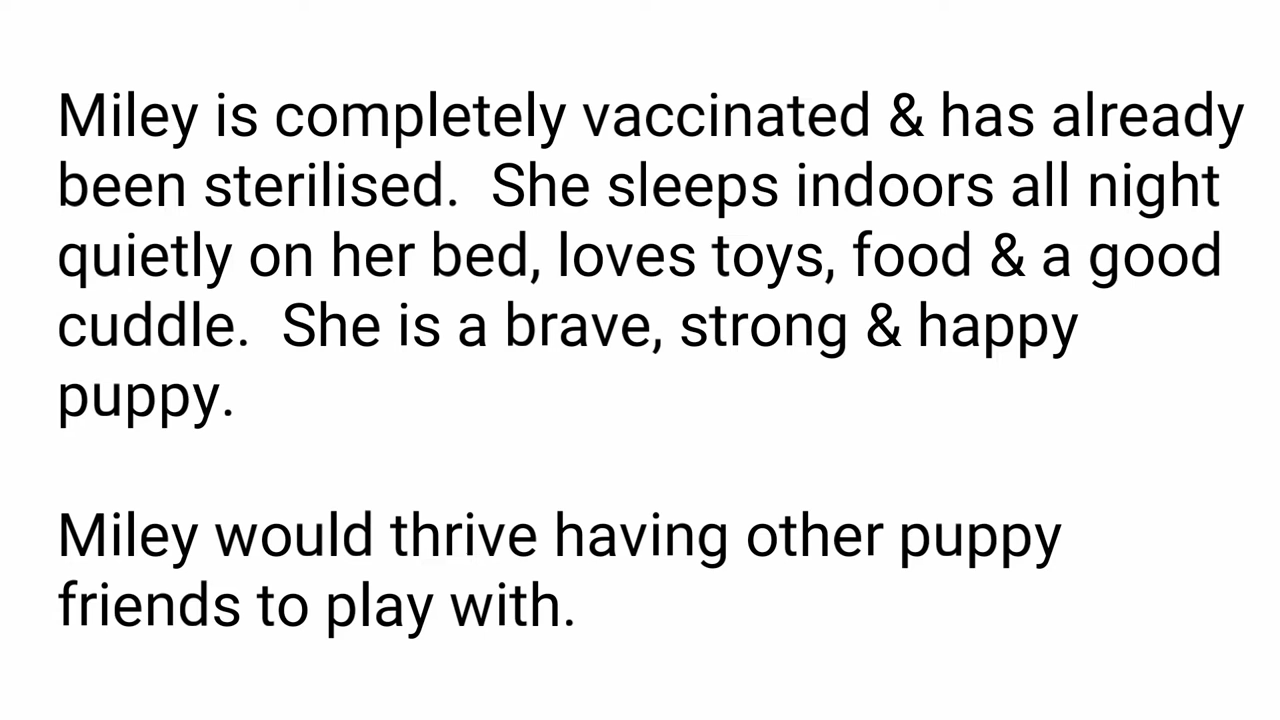 Miley is completely vaccinated & has already
been sterilised.  She sleeps indoors all night
quietly on her bed, loves toys, food & a good
cuddle.  She is a brave, strong & happy
puppy.
Miley would thrive having other puppy
friends to play with.